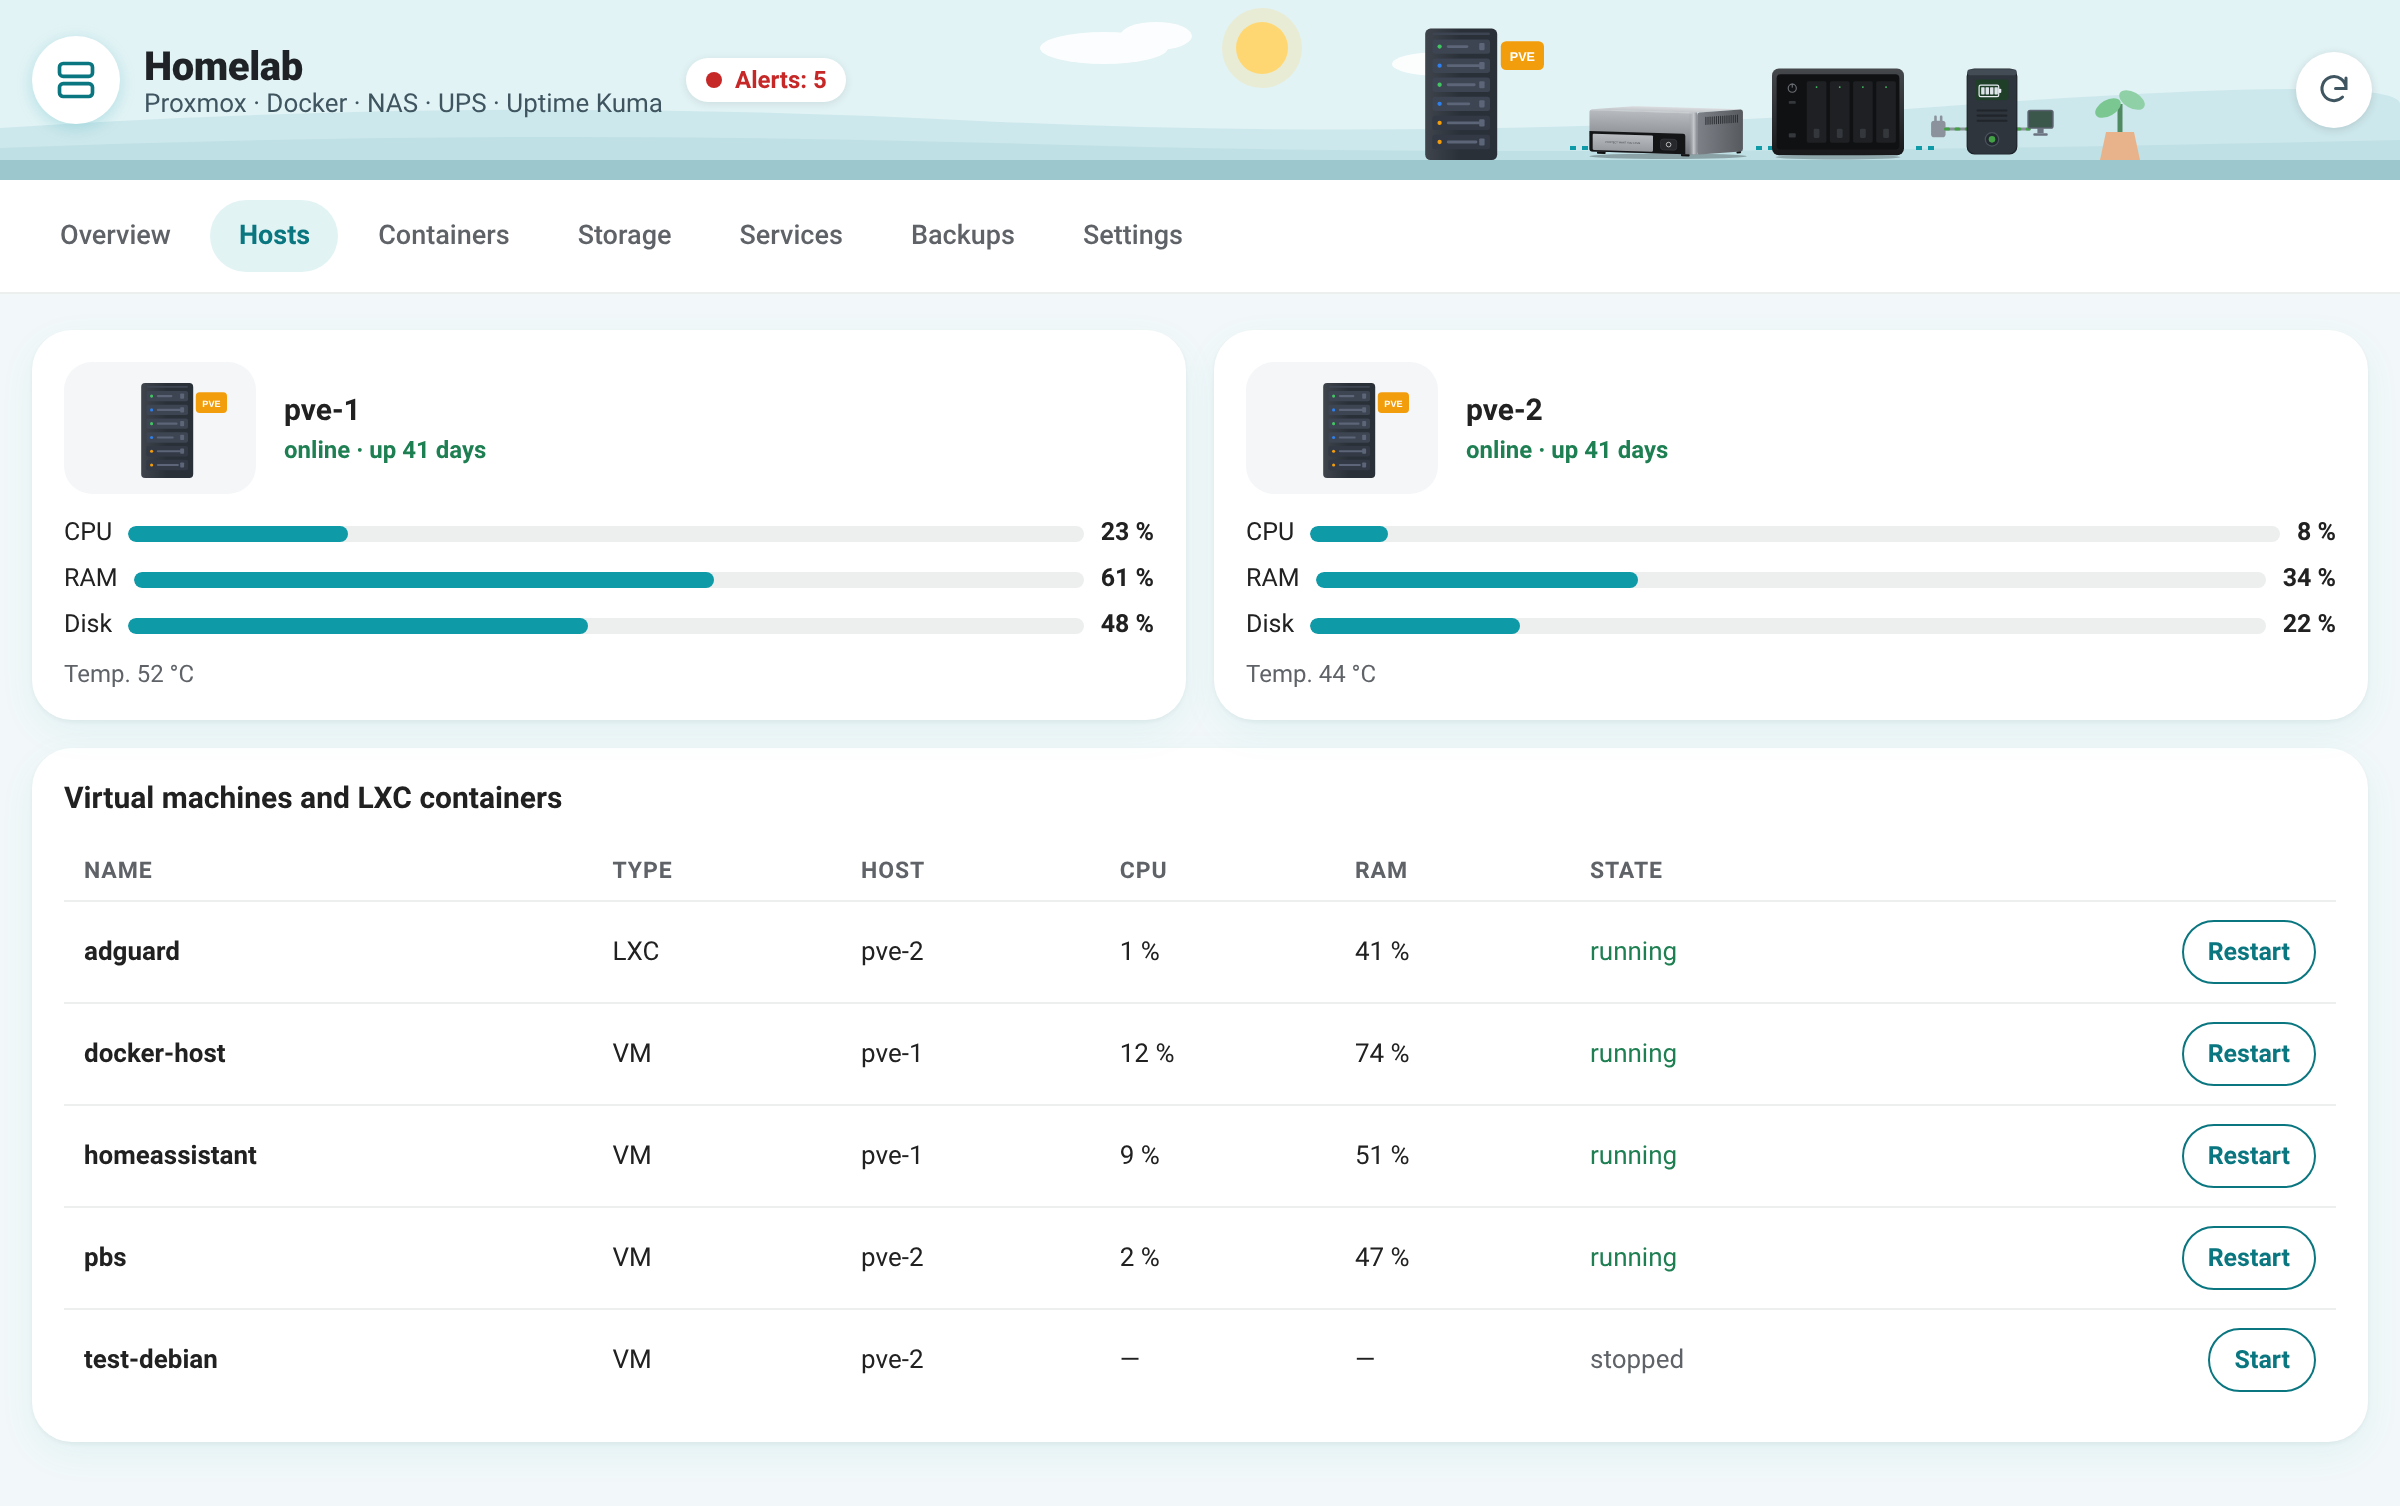 Homelab
Proxmox · Docker · NAS · UPS · Uptime Kuma
Alerts: 5
PVE
Overview Hosts Containers Storage Services Backups Settings
PVE
pve-1
online · up 41 days
CPU 23 %
RAM 61 %
Disk 48 %
Temp. 52 °C
PVE
pve-2
online · up 41 days
CPU 8 %
RAM 34 %
Disk 22 %
Temp. 44 °C
Virtual machines and LXC containers
NAME TYPE HOST CPU RAM STATE
adguard LXC pve-2 1 % 41 % running Restart
docker-host VM pve-1 12 % 74 % running Restart
homeassistant VM pve-1 9 % 51 % running Restart
pbs VM pve-2 2 % 47 % running Restart
test-debian VM pve-2 — — stopped Start